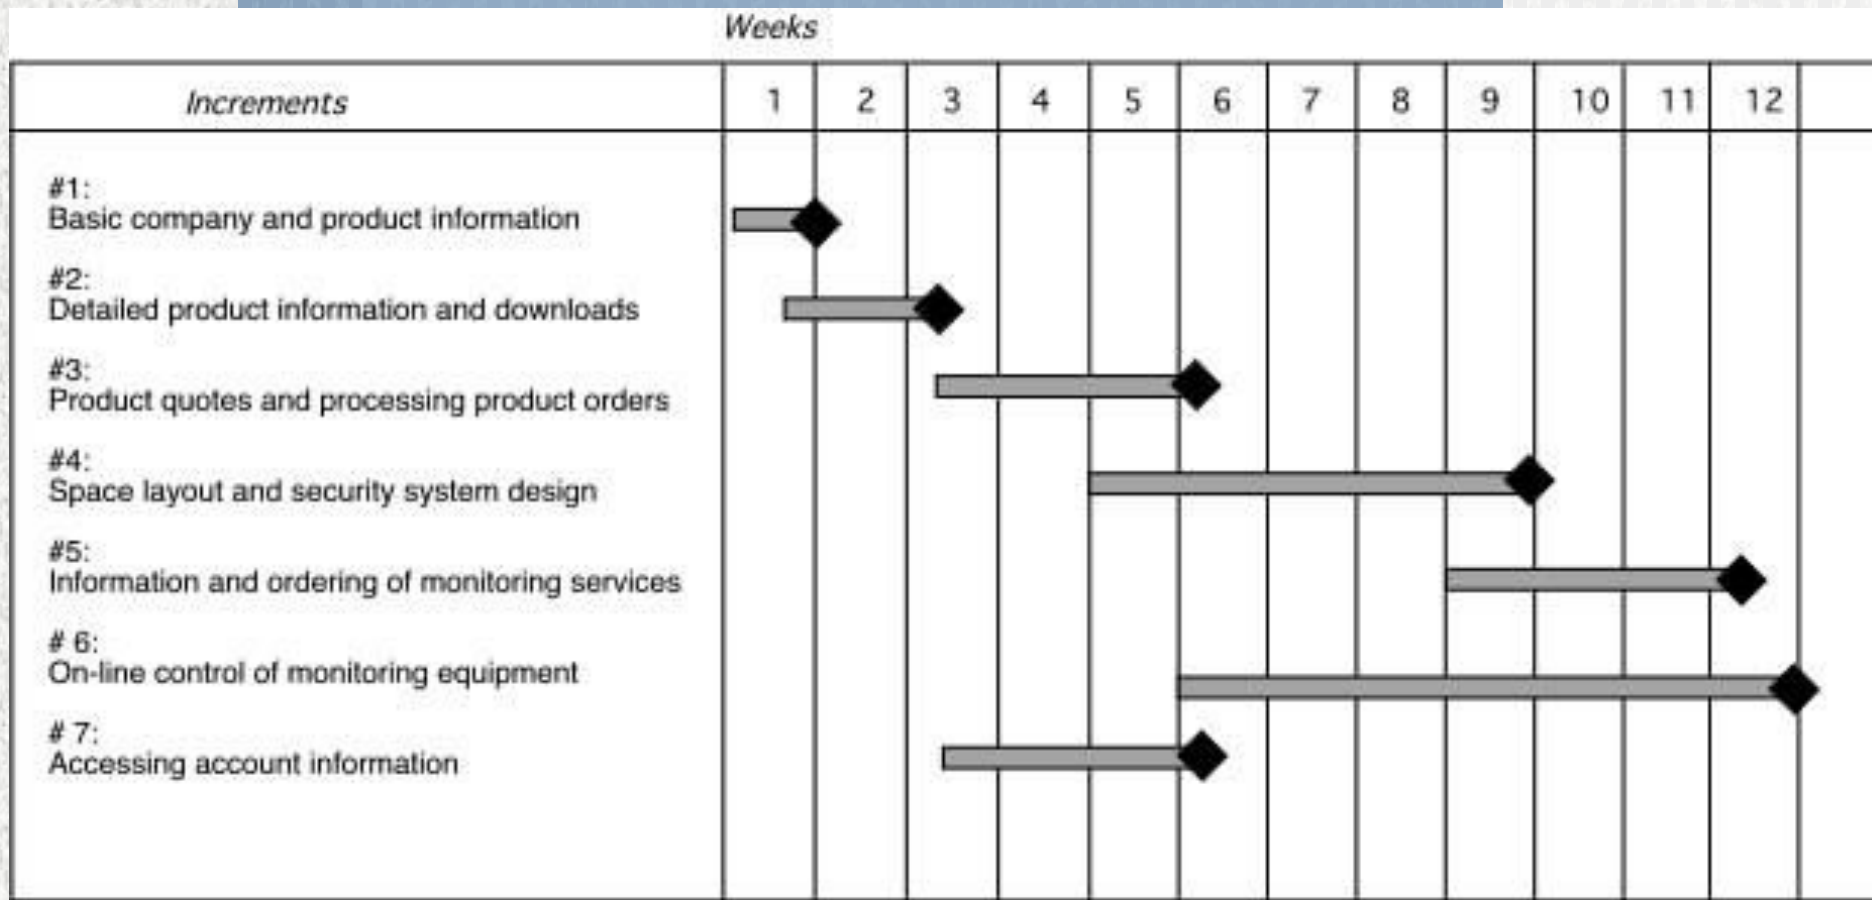 Weeks
Increments 1 2 3 4 5 6 7 8 9 10 11 12
#1:
Basic company and product information
#2:
Detailed product information and downloads
#3:
Product quotes and processing product orders
#4:
Space layout and security system design
#5:
Information and ordering of monitoring services
# 6:
On-line control of monitoring equipment
# 7:
Accessing account information